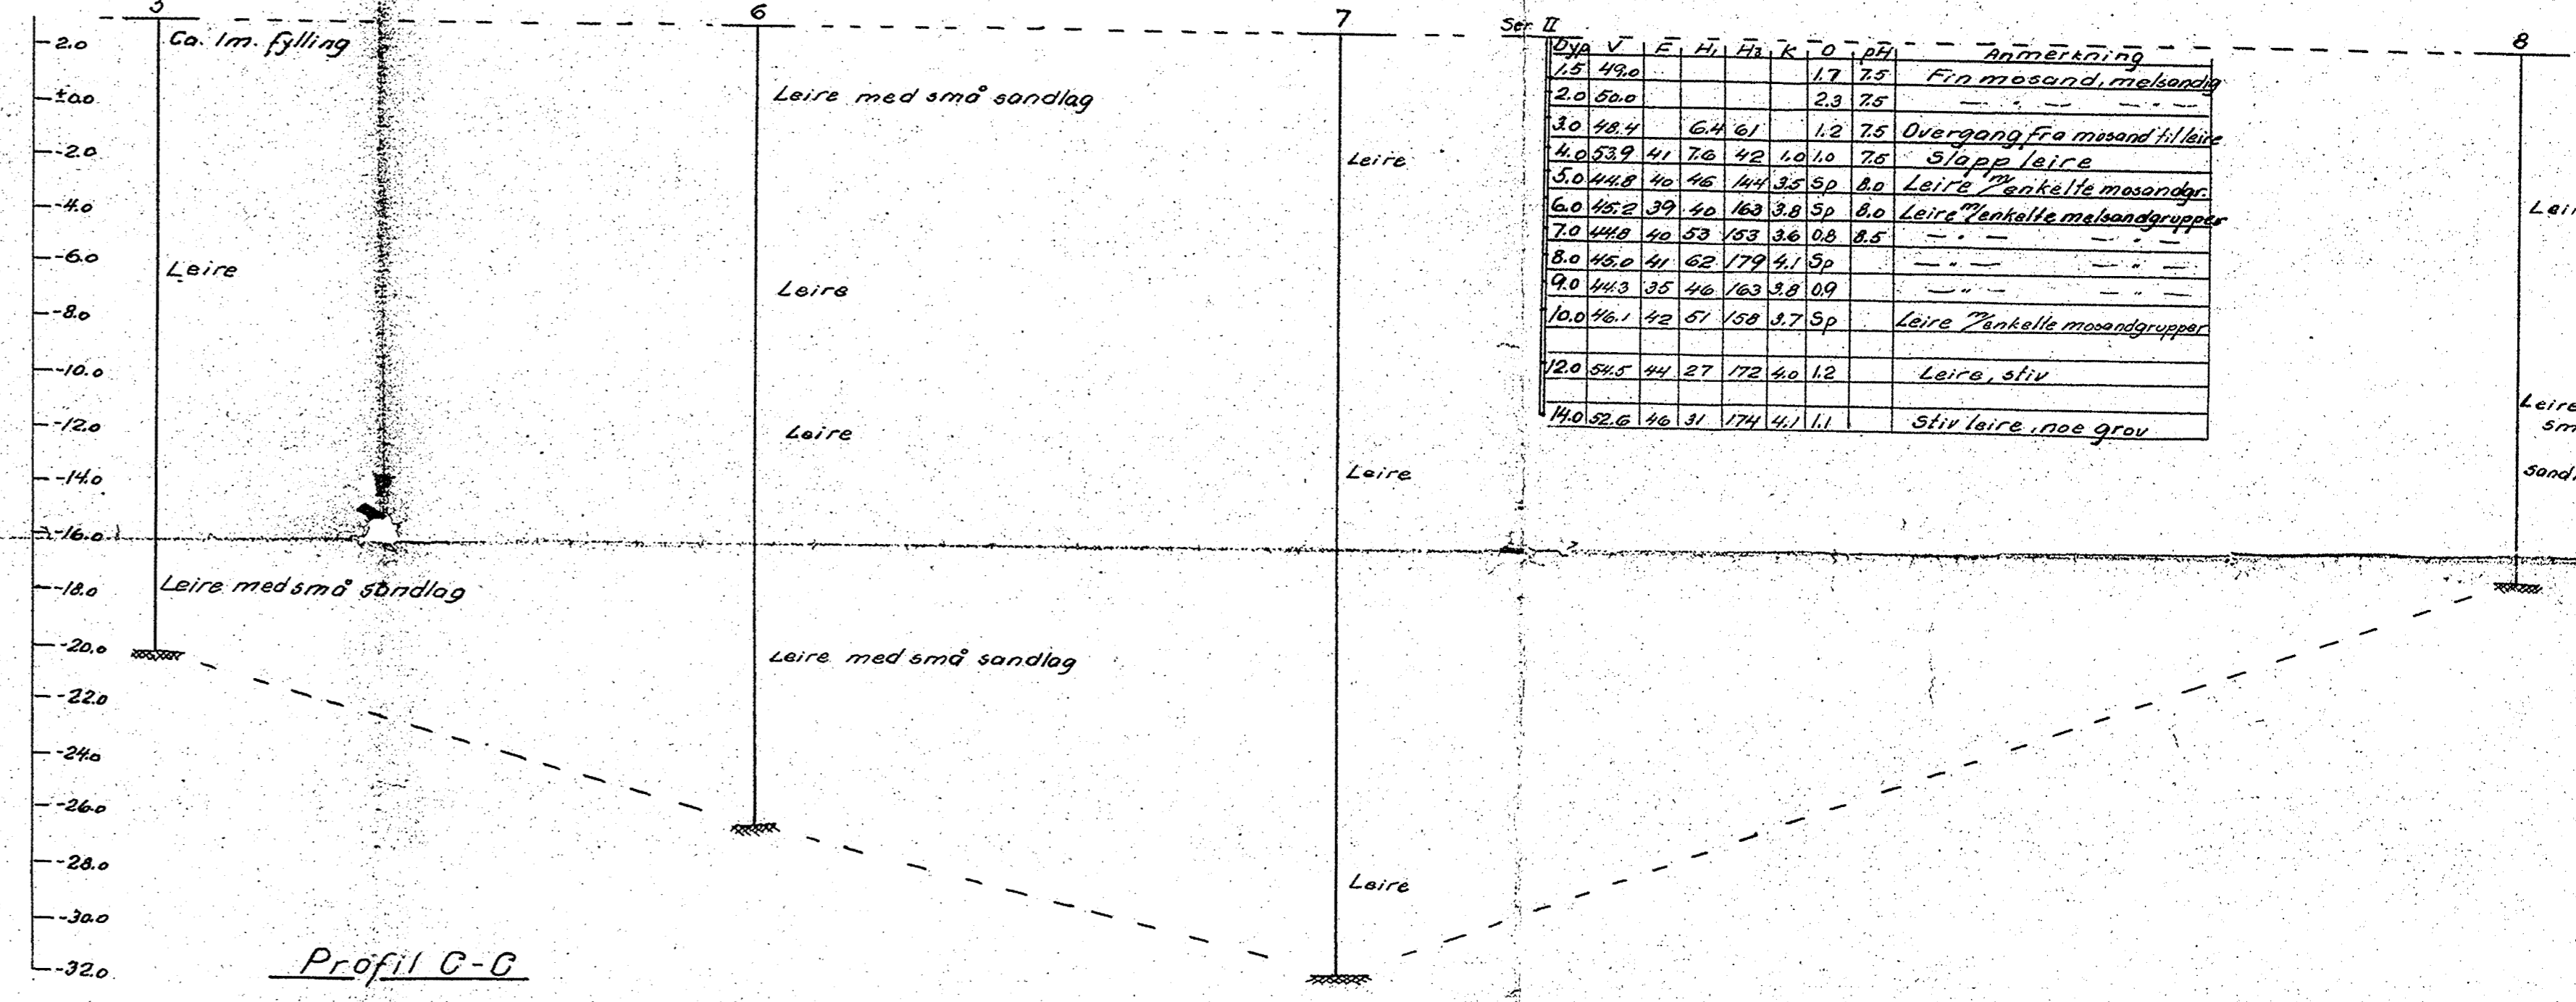 5
6
7
8
2.0
±0.0
-2.0
-4.0
-6.0
-8.0
-10.0
-12.0
-14.0
-16.0
-18.0
-20.0
-22.0
-24.0
-26.0
-28.0
-30.0
-32.0
Ca. 1m. fylling
Leire
Leire med små sandlag
Leire med små sandlag
Leire
Leire
Leire med små sandlag
Leire
Leire
Leire
Ser. II
Dyp V F H1 H3 K O pH Anmerkning
1.5 49.0 1.7 7.5 Fin mosand, melsandig
2.0 50.0 2.3 7.5 — " — — " —
3.0 48.4 6.4 61 1.2 7.5 Overgang fra mosand til leire
4.0 53.9 41 7.6 42 1.0 1.0 7.5 Slapp leire
5.0 44.8 40 46 144 3.5 Sp 8.0 Leire m/enkelte mosandgr.
6.0 45.2 39 40 163 3.8 Sp 8.0 Leire m/enkelte melsandgrupper
7.0 44.8 40 53 153 3.6 0.8 8.5 — " — — " —
8.0 45.0 41 62 179 4.1 Sp — " — — " —
9.0 44.3 35 46 163 3.8 0.9 — " — — " —
10.0 46.1 42 51 158 3.7 Sp Leire m/enkelte mosandgrupper
12.0 54.5 44 27 172 4.0 1.2 Leire, stiv
14.0 52.6 46 31 174 4.1 1.1 Stiv leire, noe grov
Leir
Leire
sm
sand.
Profil C-C